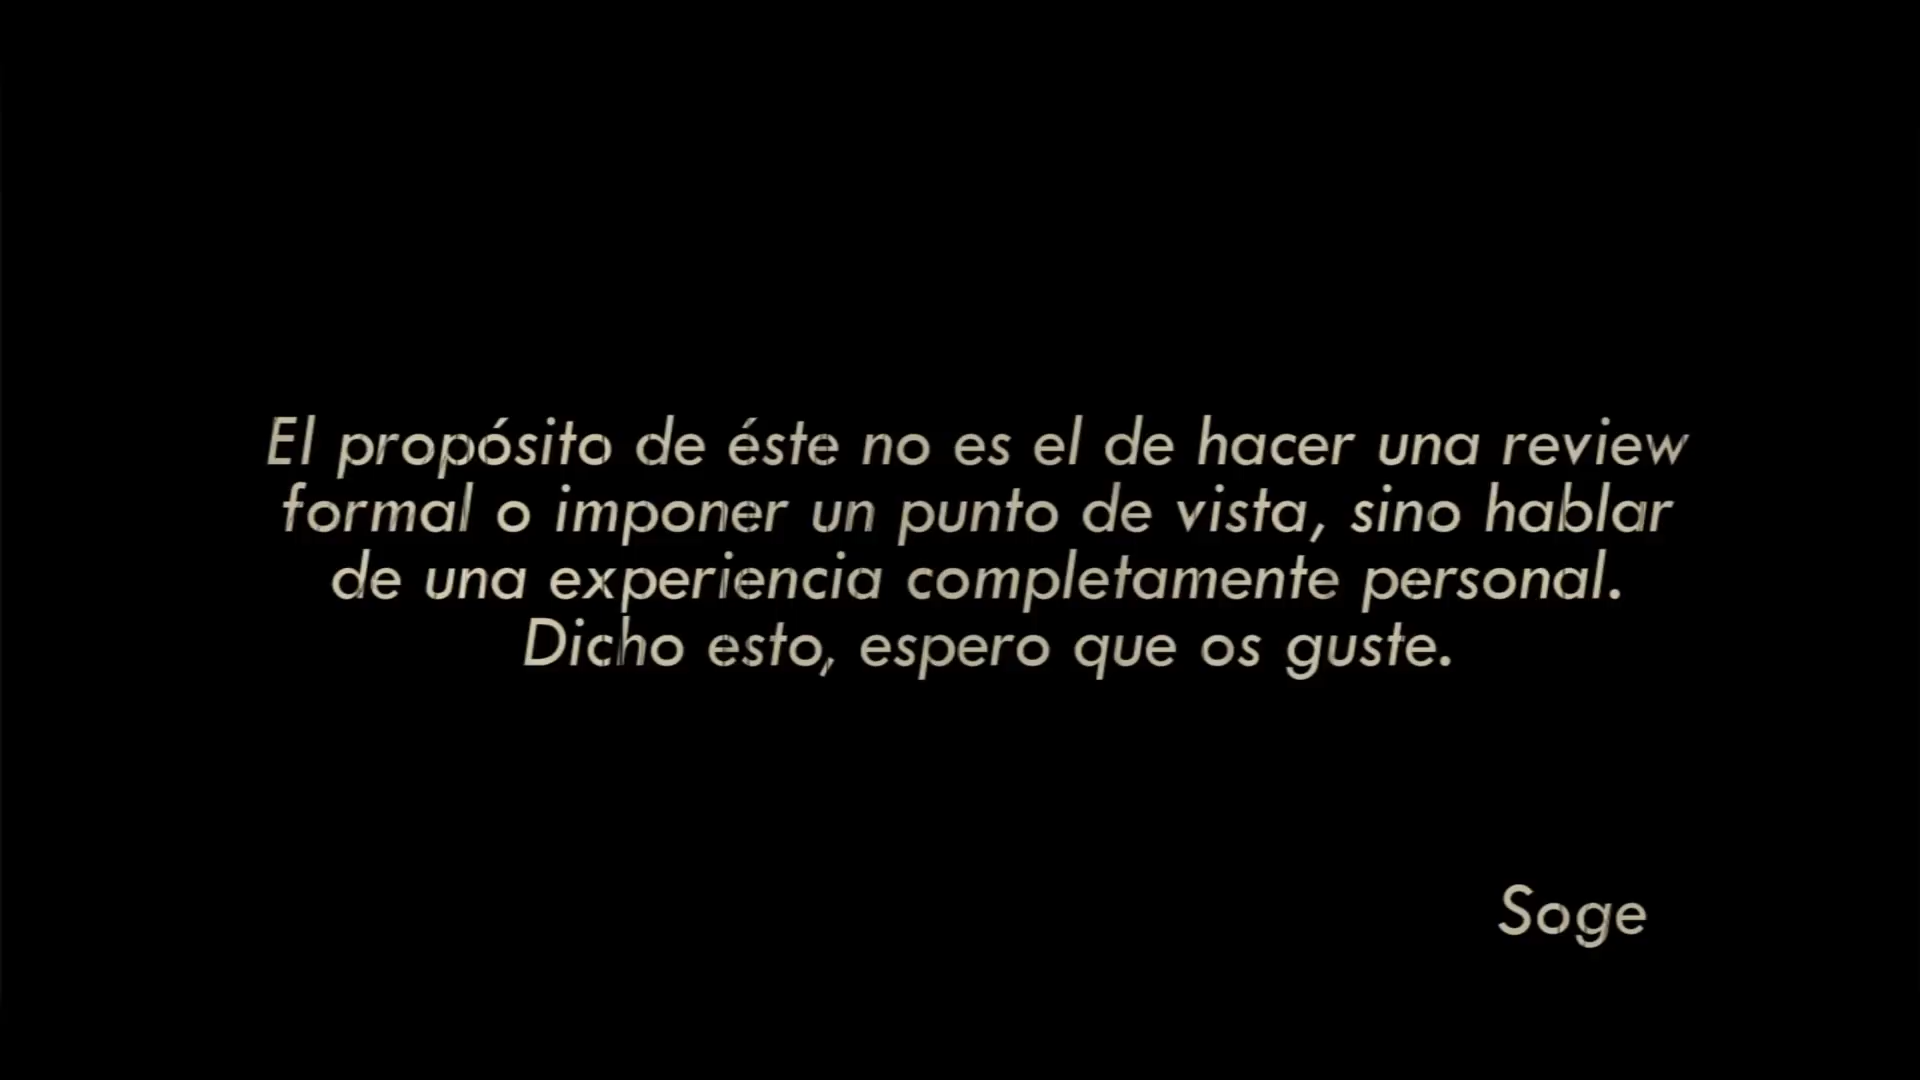 El propósito de éste no es el de hacer una review
formal o imponer un punto de vista, sino hablar
de una experiencia completamente personal.
Dicho esto, espero que os guste.
Soge